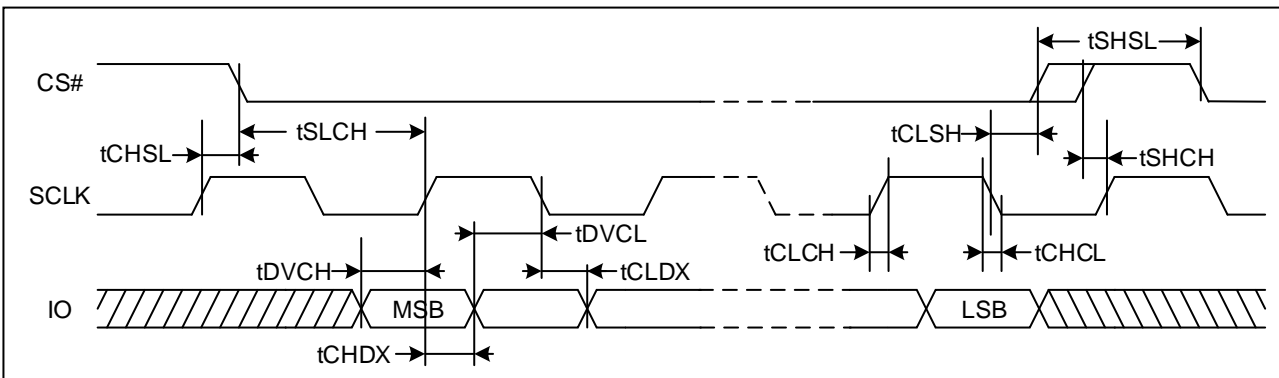 tSHSL
CS#
tSLCH
tCLSH
tCHSL
tSHCH
SCLK
tDVCL
tCLCH
tCHCL
tDVCH
tCLDX
IO
MSB
LSB
tCHDX